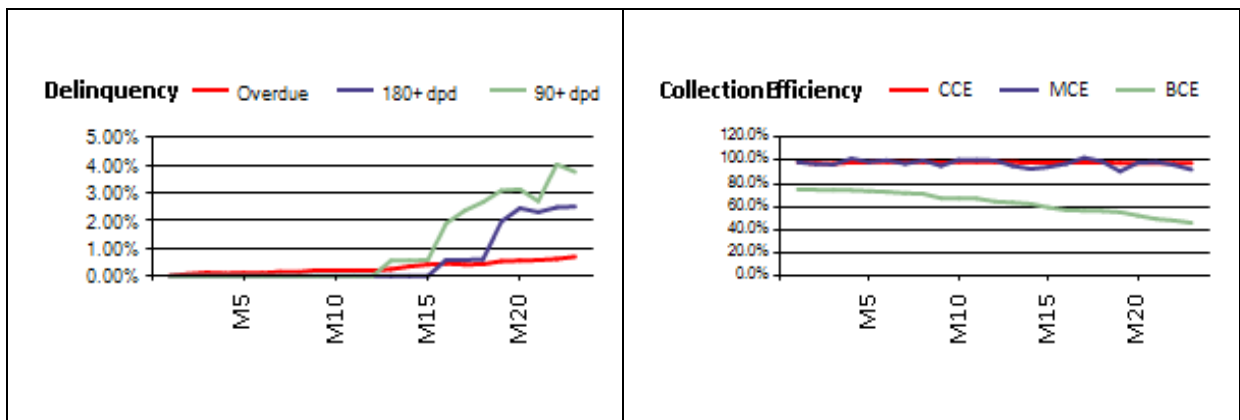 Delinquency Overdue 180+ dpd 90+ dpd
5.00%
4.00%
3.00%
2.00%
1.00%
0.00%
M5
M10
M15
M20
CollectionEfficiency CCE MCE BCE
120.0%
100.0%
80.0%
60.0%
40.0%
20.0%
0.0%
M5
M10
M15
M20